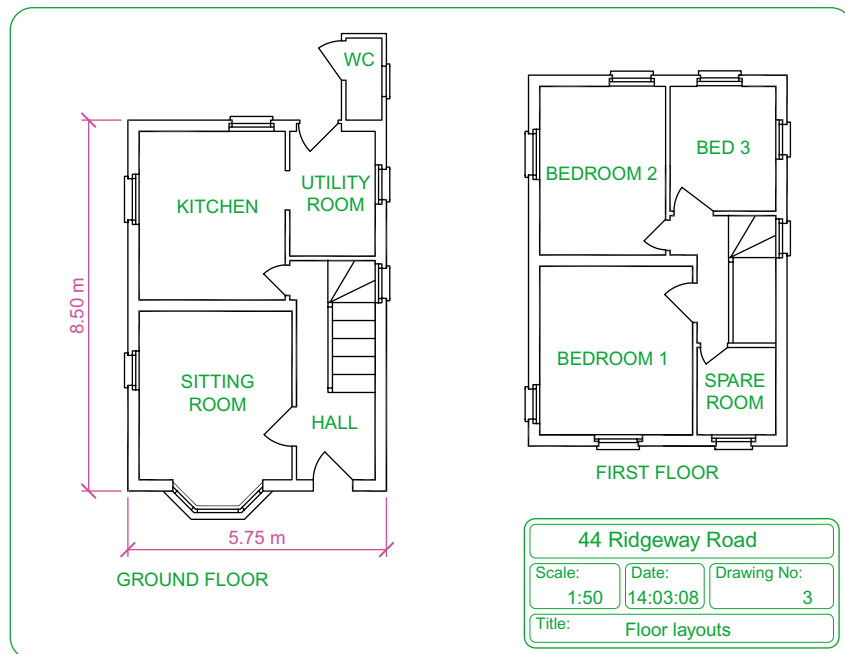 WC
UTILITY
ROOM
KITCHEN
8.50 m
SITTING
ROOM
HALL
5.75 m
GROUND FLOOR
BEDROOM 2
BED 3
BEDROOM 1
SPARE
ROOM
FIRST FLOOR
44 Ridgeway Road
Scale:
1:50
Date:
14:03:08
Drawing No:
3
Title:
Floor layouts